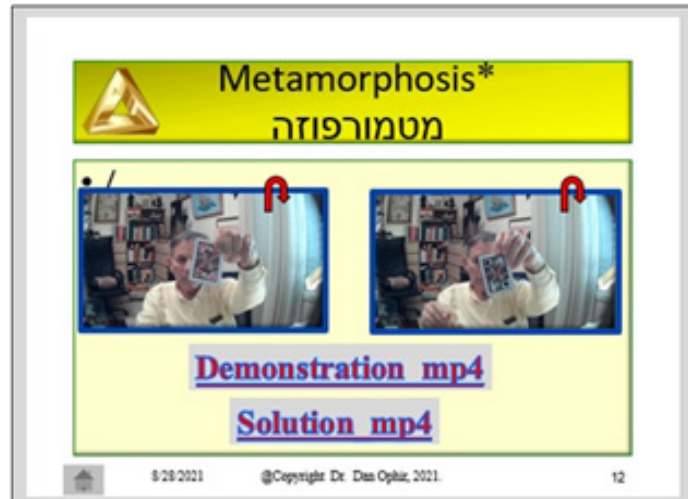 Metamorphosis*
מטמורפוזה
• /
Demonstration mp4
Solution mp4
8/28/2021 @Copyright Dr. Dan Ophir, 2021. 12